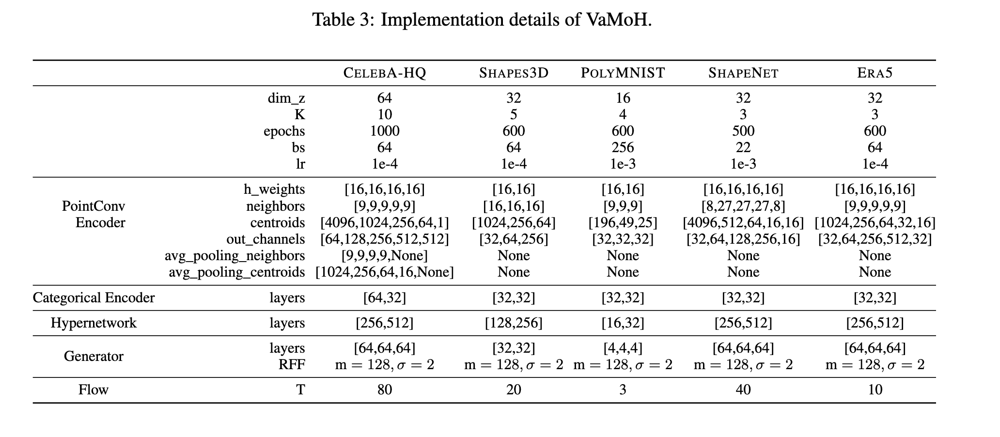 Table 3: Implementation details of VaMoH.
CELEBA-HQ SHAPES3D POLYMNIST SHAPENET ERA5
dim_z 64 32 16 32 32
K 10 5 4 3 3
epochs 1000 600 600 500 600
bs 64 64 256 22 64
lr 1e-4 1e-4 1e-3 1e-3 1e-4
h_weights [16,16,16,16] [16,16] [16,16] [16,16,16,16] [16,16,16,16]
PointConv neighbors [9,9,9,9,9] [16,16,16] [9,9,9] [8,27,27,27,8] [9,9,9,9,9]
Encoder centroids [4096,1024,256,64,1] [1024,256,64] [196,49,25] [4096,512,64,16,16] [1024,256,64,32,16]
out_channels [64,128,256,512,512] [32,64,256] [32,32,32] [32,64,128,256,16] [32,64,256,512,32]
avg_pooling_neighbors [9,9,9,9,None] None None None None
avg_pooling_centroids [1024,256,64,16,None] None None None None
Categorical Encoder layers [64,32] [32,32] [32,32] [32,32] [32,32]
Hypernetwork layers [256,512] [128,256] [16,32] [256,512] [256,512]
Generator layers [64,64,64] [32,32] [4,4,4] [64,64,64] [64,64,64]
RFF m = 128, σ = 2 m = 128, σ = 2 m = 128, σ = 2 m = 128, σ = 2 m = 128, σ = 2
Flow T 80 20 3 40 10